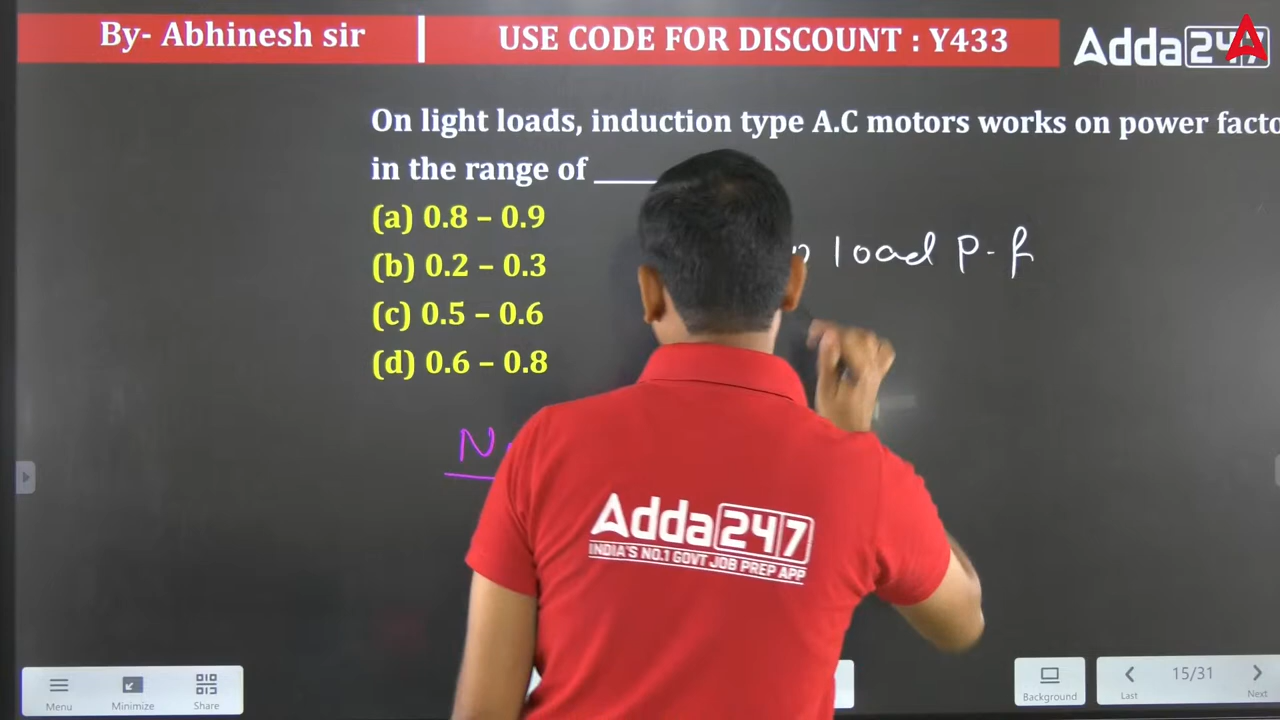 By- Abhinesh sir
USE CODE FOR DISCOUNT : Y433
Adda247
On light loads, induction type A.C motors works on power facto
in the range of
(a) 0.8 – 0.9
(b) 0.2 – 0.3
(c) 0.5 – 0.6
(d) 0.6 – 0.8
load P.f
Adda247
INDIA'S NO.1 GOVT JOB PREP APP
Menu
Minimize
Share
Background
Last
15/31
Next